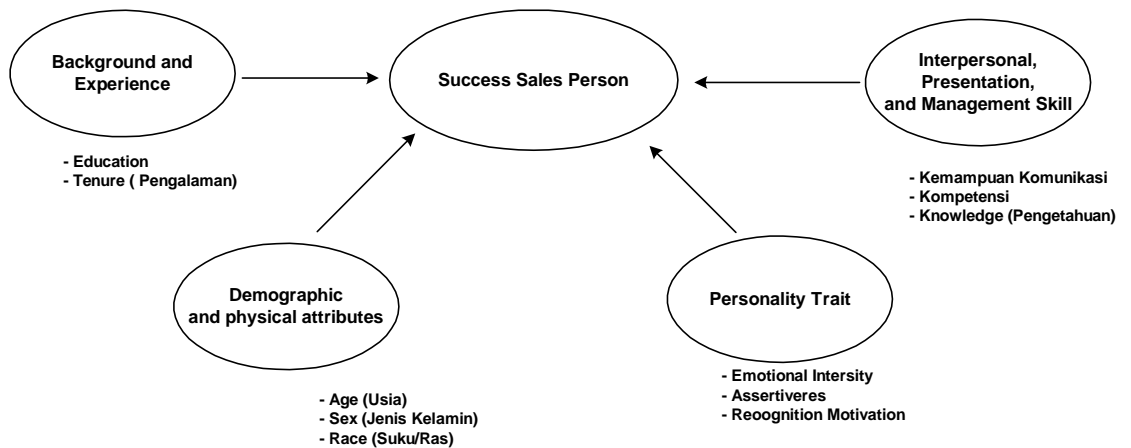 Background and
Experience
Success Sales Person
Interpersonal,
Presentation,
and Management Skill
- Education
- Tenure ( Pengalaman)
- Kemampuan Komunikasi
- Kompetensi
- Knowledge (Pengetahuan)
Demographic
and physical attributes
Personality Trait
- Age (Usia)
- Sex (Jenis Kelamin)
- Race (Suku/Ras)
- Emotional Intersity
- Assertiveres
- Reoognition Motivation